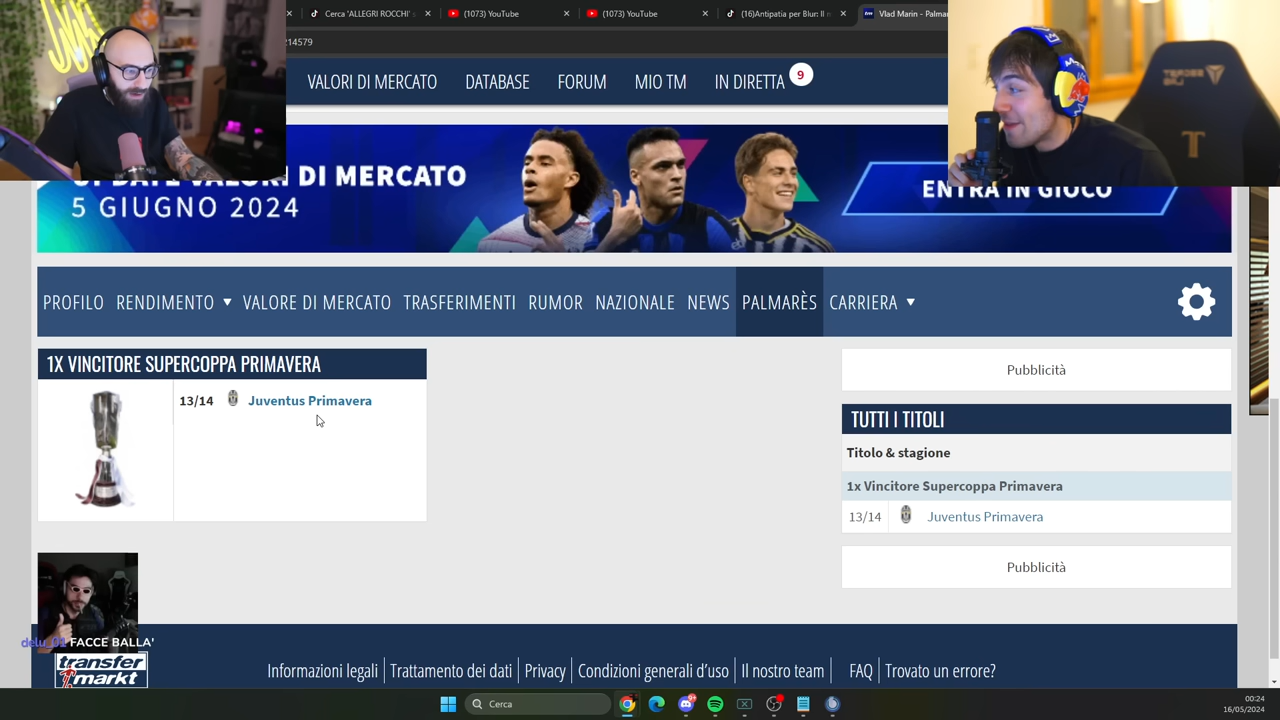 Cerca 'ALLEGRI ROCCHI' s
(1073) YouTube
(1073) YouTube
(16)Antipatia per Blur: Il m
Vlad Marin - Palmar
214579
VALORI DI MERCATO
DATABASE
FORUM
MIO TM
IN DIRETTA
9
DI MERCATO
5 GIUGNO 2024
ENTRA IN GIOCO
PROFILO
RENDIMENTO ▼
VALORE DI MERCATO
TRASFERIMENTI
RUMOR
NAZIONALE
NEWS
PALMARÈS
CARRIERA ▼
1X VINCITORE SUPERCOPPA PRIMAVERA
13/14 Juventus Primavera
Pubblicità
TUTTI I TITOLI
Titolo & stagione
1x Vincitore Supercoppa Primavera
13/14 Juventus Primavera
Pubblicità
FACCE BALLA'
transfer
markt
Informazioni legali
Trattamento dei dati
Privacy
Condizioni generali d'uso
Il nostro team
FAQ
Trovato un errore?
Cerca
00:24
16/05/2024